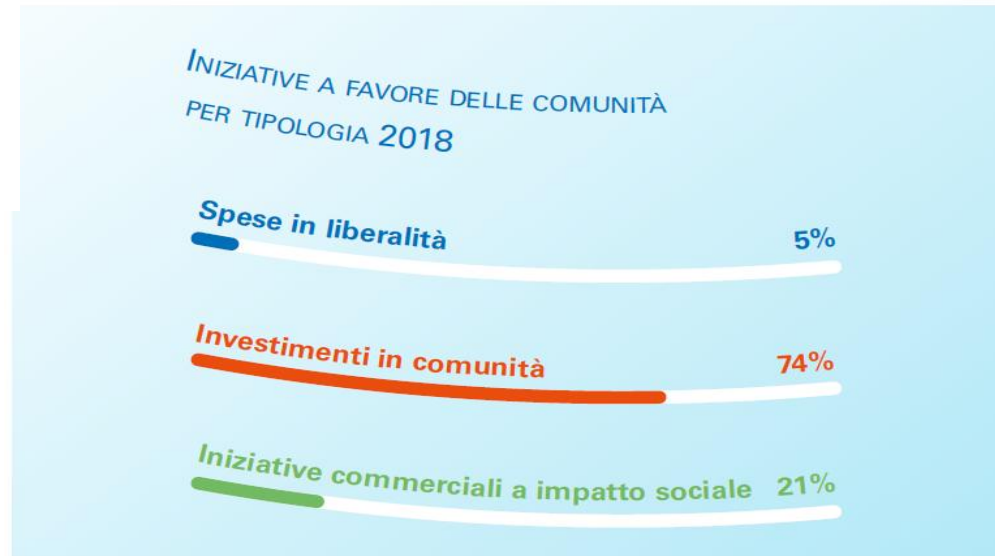 INIZIATIVE A FAVORE DELLE COMUNITÀ
PER TIPOLOGIA 2018
Spese in liberalità 5%
Investimenti in comunità 74%
Iniziative commerciali a impatto sociale 21%